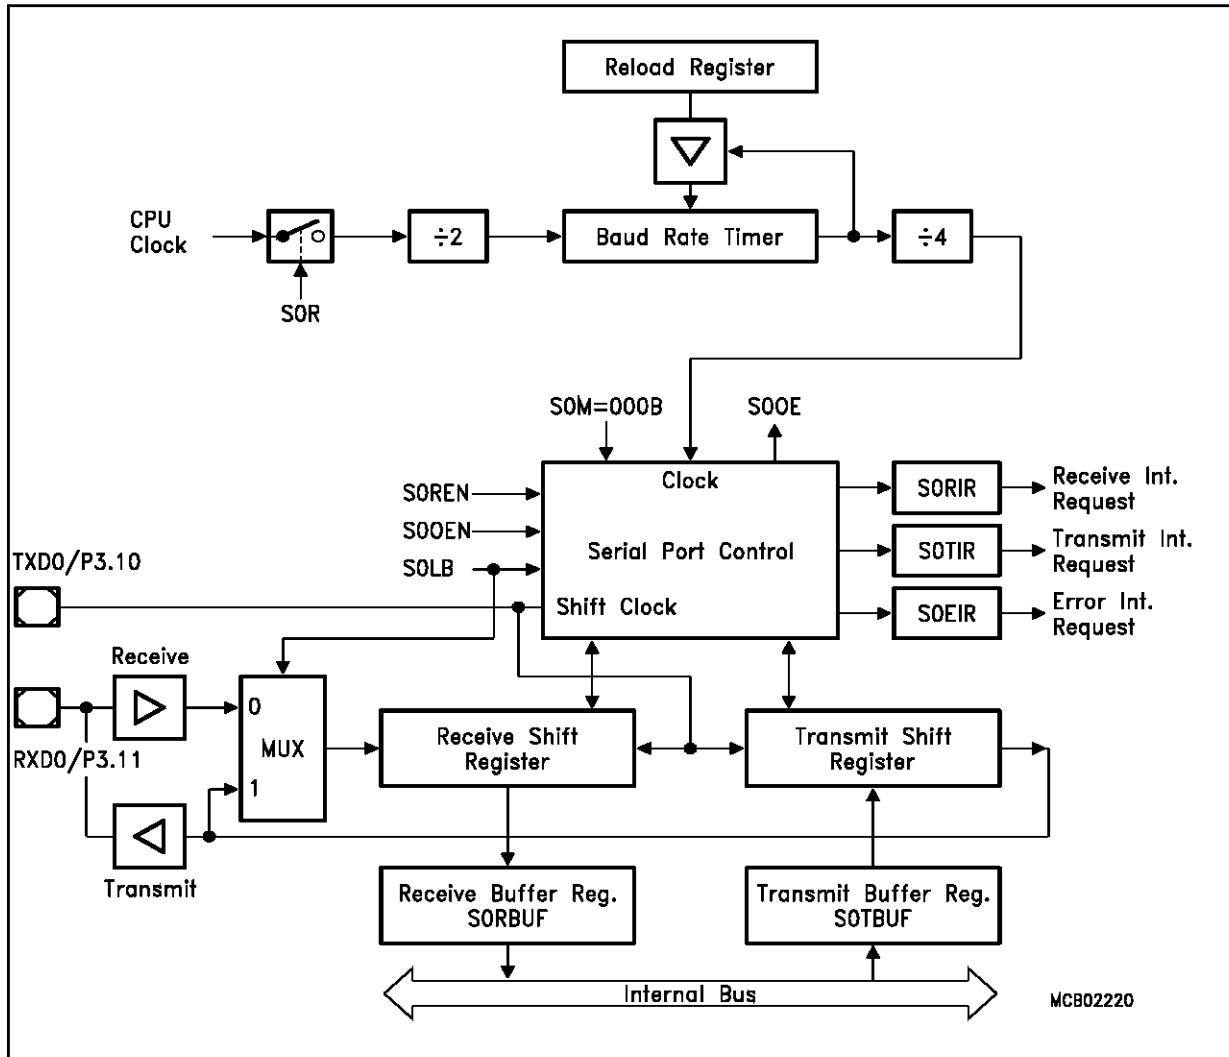 Reload Register
CPU
Clock
÷2
Baud Rate Timer
÷4
S0R
S0M=000B
S0OE
Clock
S0REN
S0OEN
S0LB
Serial Port Control
Shift Clock
S0RIR
Receive Int.
Request
S0TIR
Transmit Int.
Request
S0EIR
Error Int.
Request
TXD0/P3.10
Receive
RXD0/P3.11
0
MUX
1
Transmit
Receive Shift
Register
Transmit Shift
Register
Receive Buffer Reg.
S0RBUF
Transmit Buffer Reg.
S0TBUF
Internal Bus
MCB02220